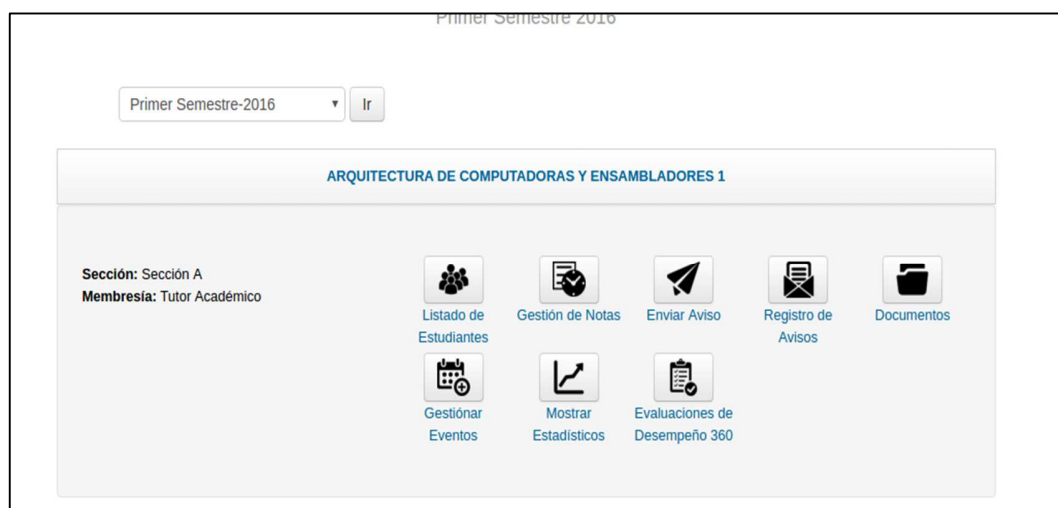 Primer Semestre 2016
Primer Semestre-2016
Ir
ARQUITECTURA DE COMPUTADORAS Y ENSAMBLADORES 1
Sección: Sección A
Membresía: Tutor Académico
Listado de
Estudiantes
Gestión de Notas
Enviar Aviso
Registro de
Avisos
Documentos
Gestiónar
Eventos
Mostrar
Estadísticos
Evaluaciones de
Desempeño 360